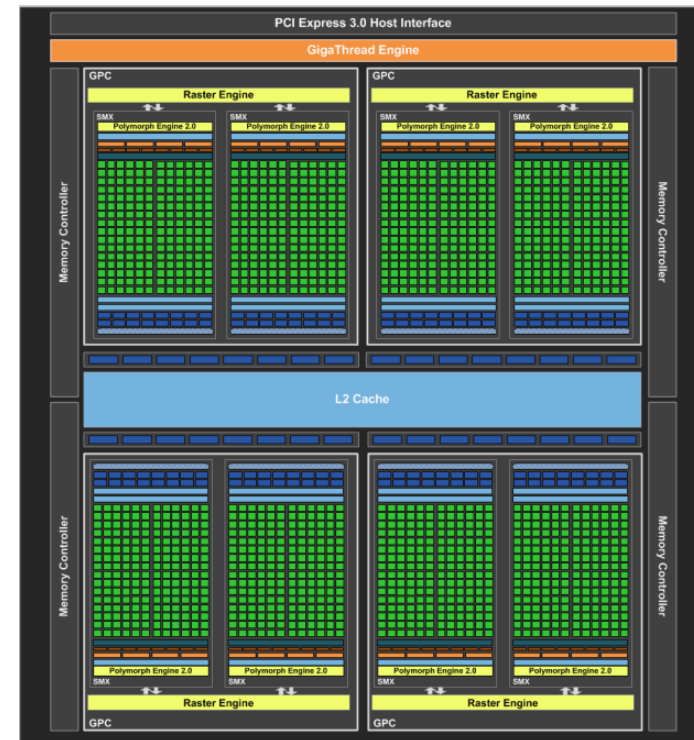 PCI Express 3.0 Host Interface
GigaThread Engine
GPC
GPC
Raster Engine
Raster Engine
SMX
SMX
SMX
SMX
Polymorph Engine 2.0
Polymorph Engine 2.0
Polymorph Engine 2.0
Polymorph Engine 2.0
Memory Controller
Memory Controller
L2 Cache
Memory Controller
Memory Controller
Polymorph Engine 2.0
Polymorph Engine 2.0
Polymorph Engine 2.0
Polymorph Engine 2.0
SMX
SMX
SMX
SMX
Raster Engine
Raster Engine
GPC
GPC